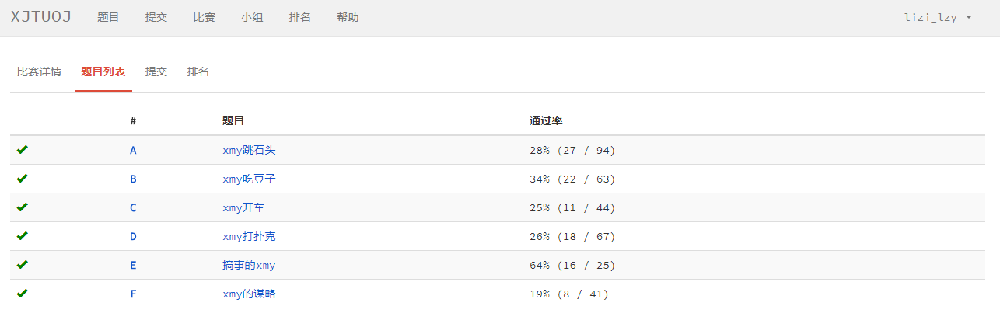 XJTUOJ 题目 提交 比赛 小组 排名 帮助 lizi_lzy
比赛详情 题目列表 提交 排名
# 题目 通过率
A xmy跳石头 28% (27 / 94)
B xmy吃豆子 34% (22 / 63)
C xmy开车 25% (11 / 44)
D xmy打扑克 26% (18 / 67)
E 搞事的xmy 64% (16 / 25)
F xmy的谋略 19% (8 / 41)